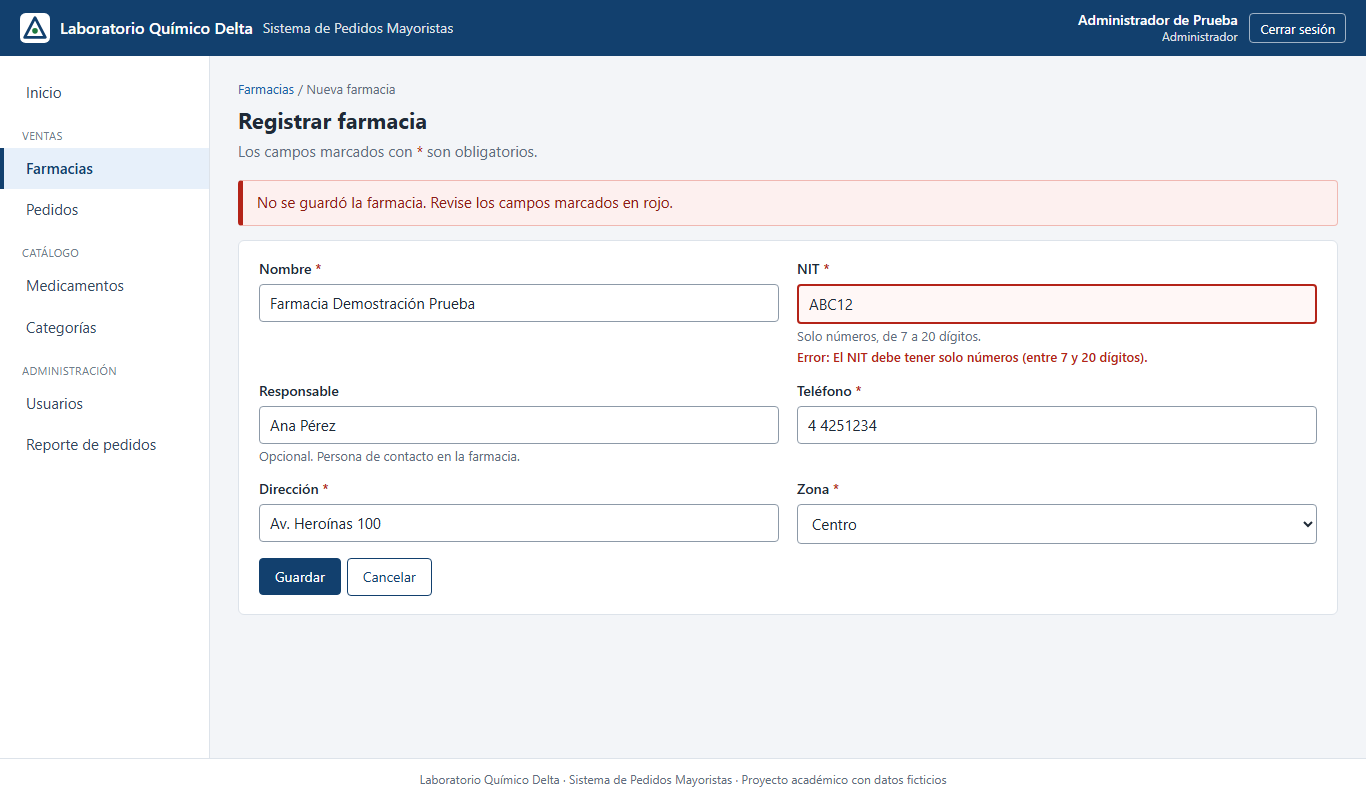 Laboratorio Químico Delta Sistema de Pedidos Mayoristas
Administrador de Prueba
Administrador
Cerrar sesión
Inicio
VENTAS
Farmacias
Pedidos
CATÁLOGO
Medicamentos
Categorías
ADMINISTRACIÓN
Usuarios
Reporte de pedidos
Farmacias / Nueva farmacia
Registrar farmacia
Los campos marcados con * son obligatorios.
No se guardó la farmacia. Revise los campos marcados en rojo.
Nombre *
Farmacia Demostración Prueba
NIT *
ABC12
Solo números, de 7 a 20 dígitos.
Error: El NIT debe tener solo números (entre 7 y 20 dígitos).
Responsable
Ana Pérez
Opcional. Persona de contacto en la farmacia.
Teléfono *
4 4251234
Dirección *
Av. Heroínas 100
Zona *
Centro
Guardar
Cancelar
Laboratorio Químico Delta · Sistema de Pedidos Mayoristas · Proyecto académico con datos ficticios